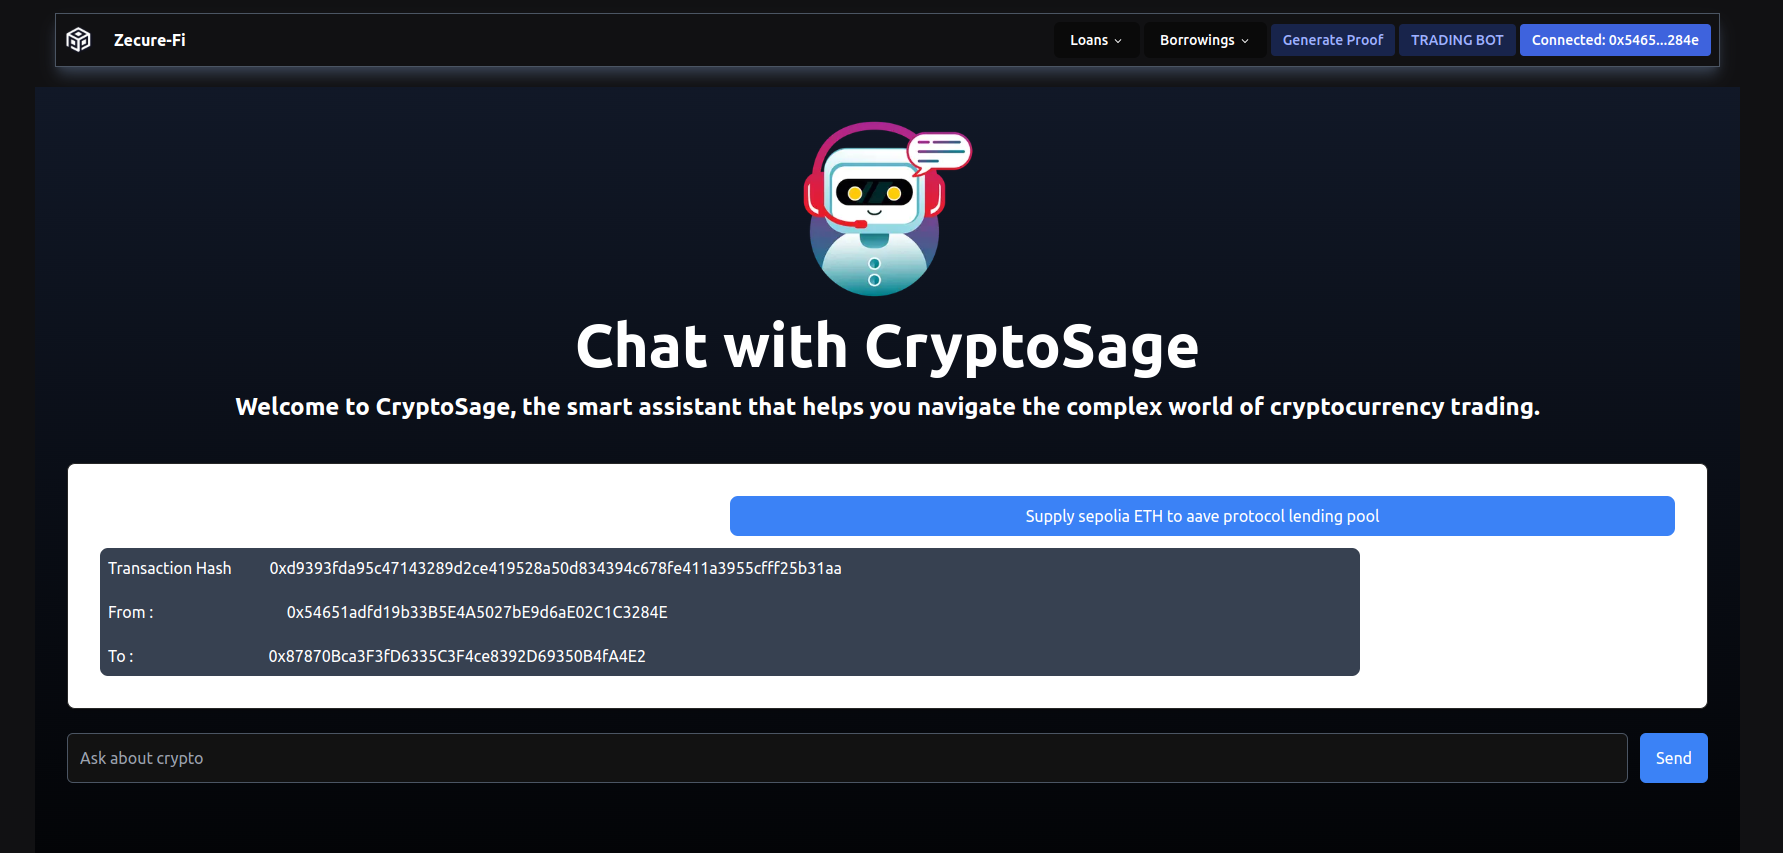 Zecure-Fi
Loans
Borrowings
Generate Proof
TRADING BOT
Connected: 0x5465...284e
Chat with CryptoSage
Welcome to CryptoSage, the smart assistant that helps you navigate the complex world of cryptocurrency trading.
Supply sepolia ETH to aave protocol lending pool
Transaction Hash 0xd9393fda95c47143289d2ce419528a50d834394c678fe411a3955cfff25b31aa
From : 0x54651adfd19b33B5E4A5027bE9d6aE02C1C3284E
To : 0x87870Bca3F3fD6335C3F4ce8392D69350B4fA4E2
Ask about crypto
Send